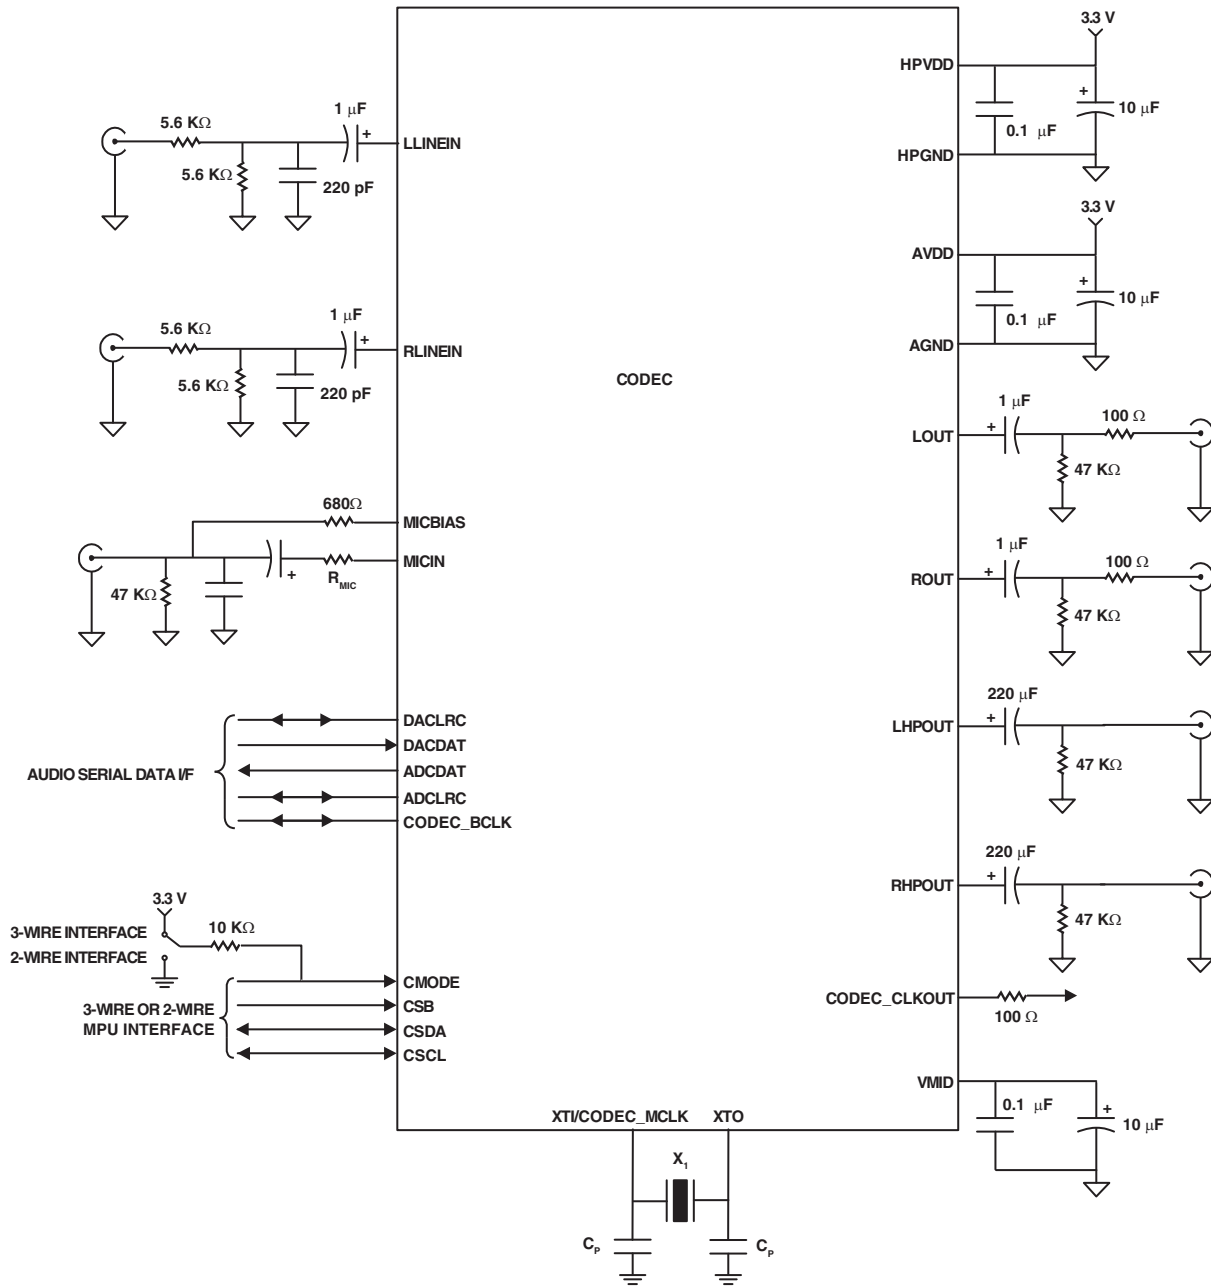 3.3 V
HPVDD
+
10 μF
0.1 μF
HPGND
1 μF
5.6 KΩ
+
LLINEIN
5.6 KΩ
220 pF
3.3 V
AVDD
+
10 μF
0.1 μF
AGND
1 μF
5.6 KΩ
+
RLINEIN
5.6 KΩ
220 pF
CODEC
1 μF
100 Ω
LOUT
+
47 KΩ
680Ω
MICBIAS
MICIN
+
R MIC
47 KΩ
1 μF
100 Ω
ROUT
+
47 KΩ
AUDIO SERIAL DATA I/F
DACLRC
DACDAT
ADCDAT
ADCLRC
CODEC_BCLK
220 μF
LHPOUT
+
47 KΩ
220 μF
RHPOUT
+
47 KΩ
3.3 V
10 KΩ
3-WIRE INTERFACE
2-WIRE INTERFACE
3-WIRE OR 2-WIRE
MPU INTERFACE
CMODE
CSB
CSDA
CSCL
CODEC_CLKOUT
100 Ω
VMID
0.1 μF
+
10 μF
XTI/CODEC_MCLK
XTO
X1
CP
CP